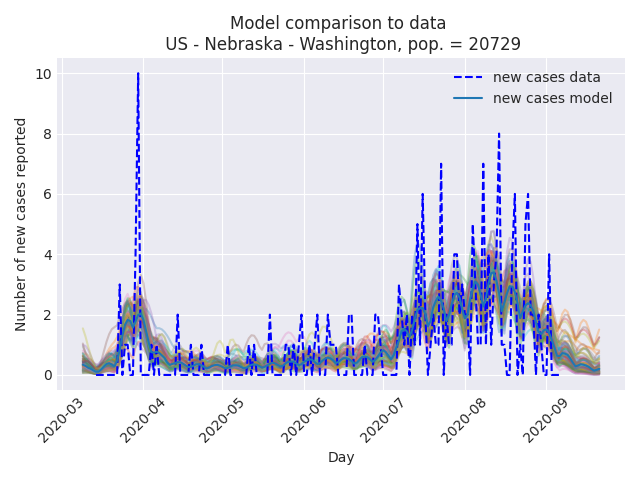 Model comparison to data
US - Nebraska - Washington, pop. = 20729
new cases data
new cases model
Number of new cases reported
10
8
6
4
2
0
2020-03
2020-04
2020-05
2020-06
2020-07
2020-08
2020-09
Day